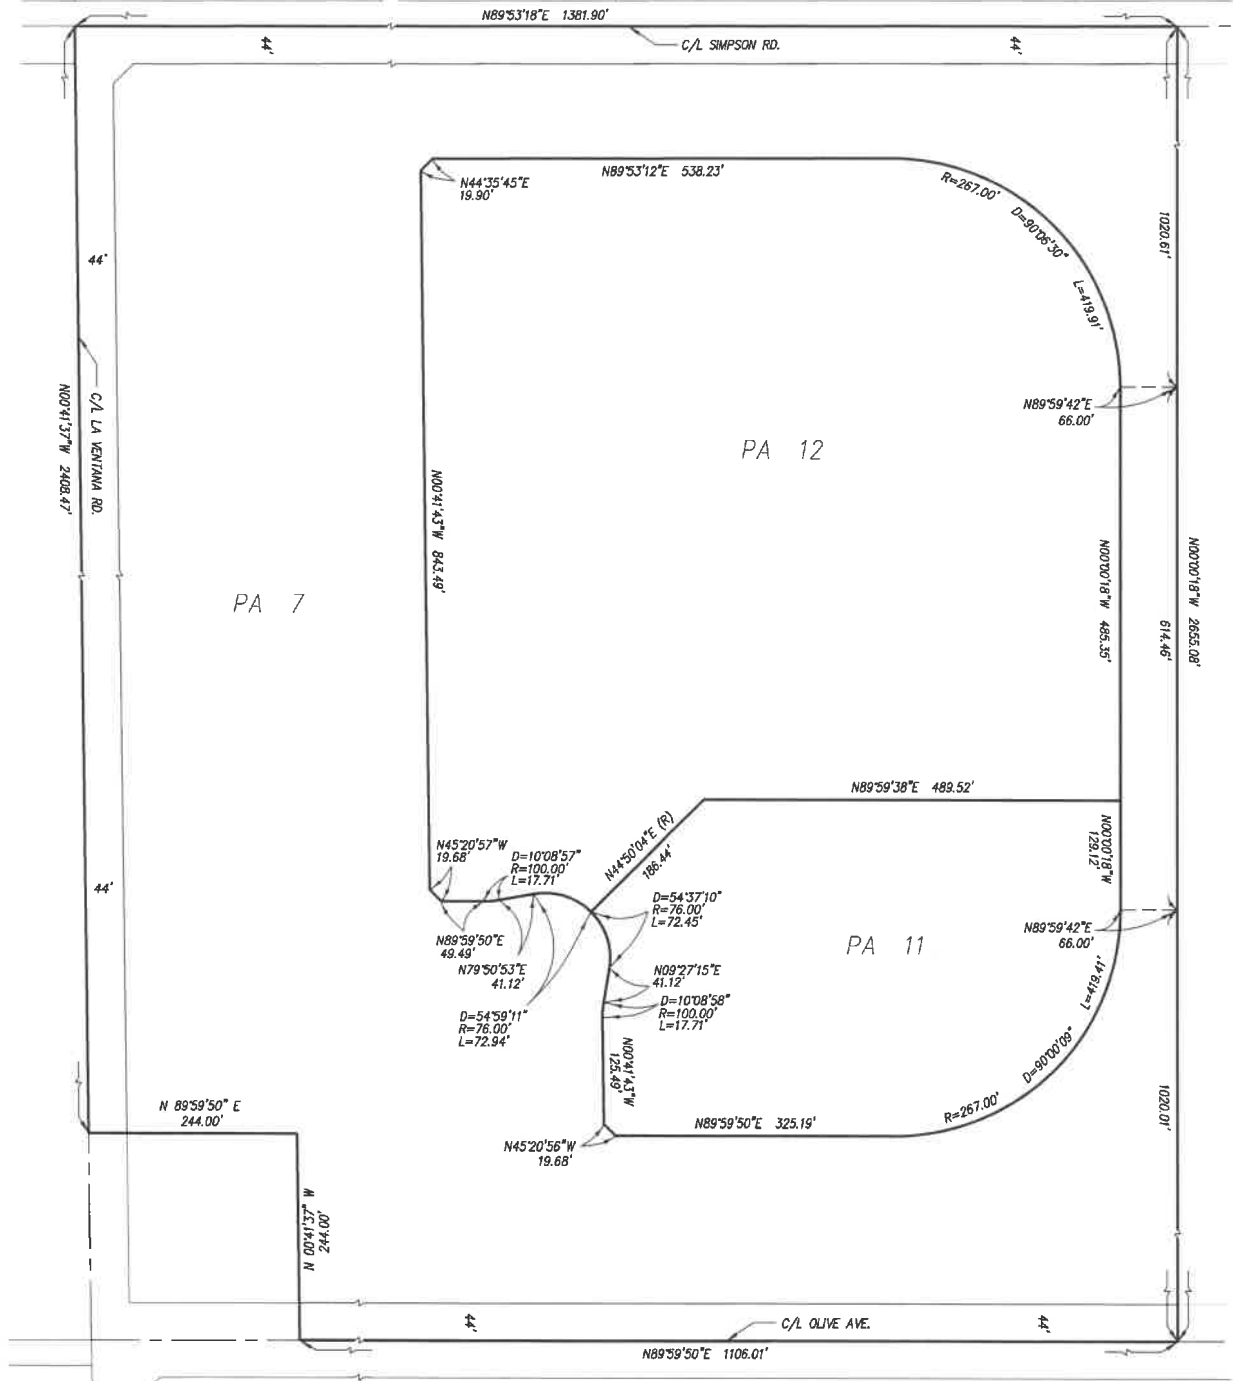 N89°53'18"E 1381.90'
44'
C/L SIMPSON RD.
44'
N89°53'12"E 538.23'
N44°35'45"E
19.90'
R=267.00'
D=90°06'30"
L=419.91'
1020.61'
44'
C/L LA VENTANA RD.
N00°41'37"W 2408.47'
N89°59'42"E
66.00'
PA 12
N00°41'43"W 843.49'
N00°00'18"W 485.35'
N00°00'18"W 2655.08'
614.46'
PA 7
N89°59'38"E 489.52'
N00°00'18"W
129.12'
N44°50'04"E (R)
186.44'
N45°20'57"W
19.68'
D=10°08'57"
R=100.00'
L=17.71'
44'
D=54°37'10"
R=76.00'
L=72.45'
N89°59'50"E
49.49'
PA 11
N89°59'42"E
66.00'
N79°50'53"E
41.12'
N09°27'15"E
41.12'
D=10°08'58"
R=100.00'
L=17.71'
D=54°59'11"
R=76.00'
L=72.94'
L=419.41'
D=90°00'09"
R=267.00'
N00°41'43"W
125.49'
1020.01'
N 89°59'50" E
244.00'
N89°59'50"E 325.19'
N45°20'56"W
19.68'
N 00°41'37" W
244.00'
44'
C/L OLIVE AVE.
44'
N89°59'50"E 1106.01'